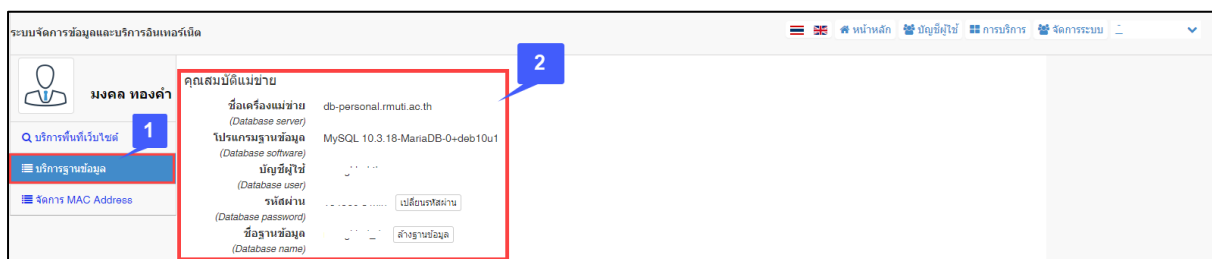 ระบบจัดการข้อมูลและบริการอินเทอร์เน็ต
หน้าหลัก บัญชีผู้ใช้ การบริการ จัดการระบบ
มงคล ทองคำ
1
บริการพื้นที่เว็บไซต์
บริการฐานข้อมูล
จัดการ MAC Address
2
คุณสมบัติแม่ข่าย
ชื่อเครื่องแม่ข่าย db-personal.rmuti.ac.th
(Database server)
โปรแกรมฐานข้อมูล MySQL 10.3.18-MariaDB-0+deb10u1
(Database software)
บัญชีผู้ใช้
(Database user)
รหัสผ่าน เปลี่ยนรหัสผ่าน
(Database password)
ชื่อฐานข้อมูล ล้างฐานข้อมูล
(Database name)